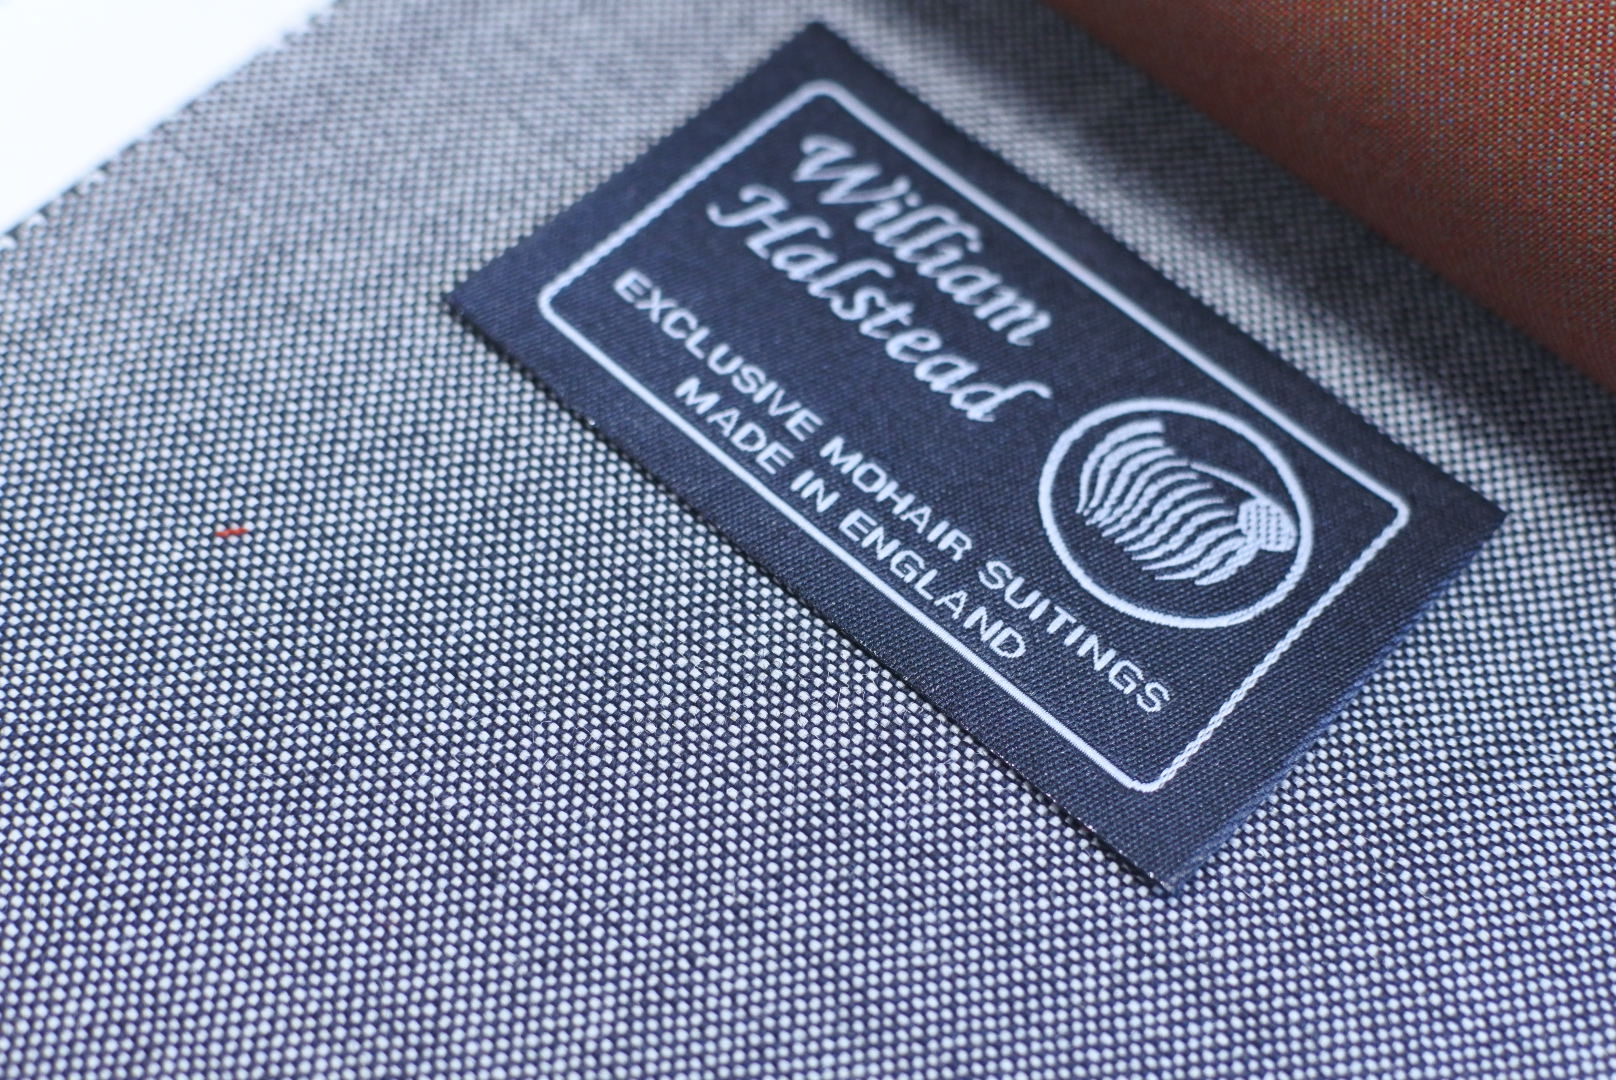 William
Halstead
EXCLUSIVE MOHAIR SUITINGS
MADE IN ENGLAND